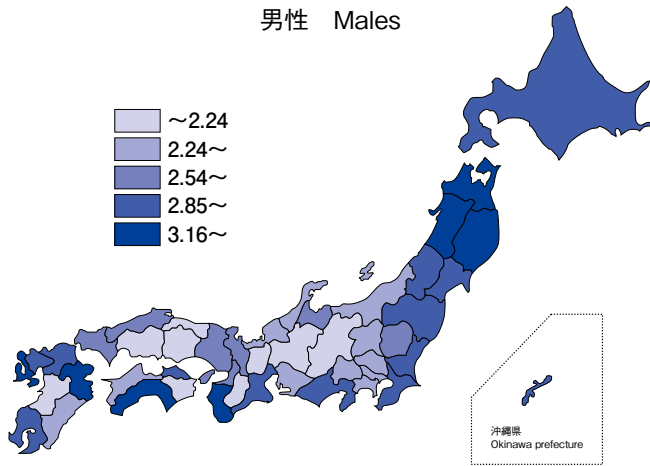 男性　Males
～2.24
2.24～
2.54～
2.85～
3.16～
沖縄県
Okinawa prefecture